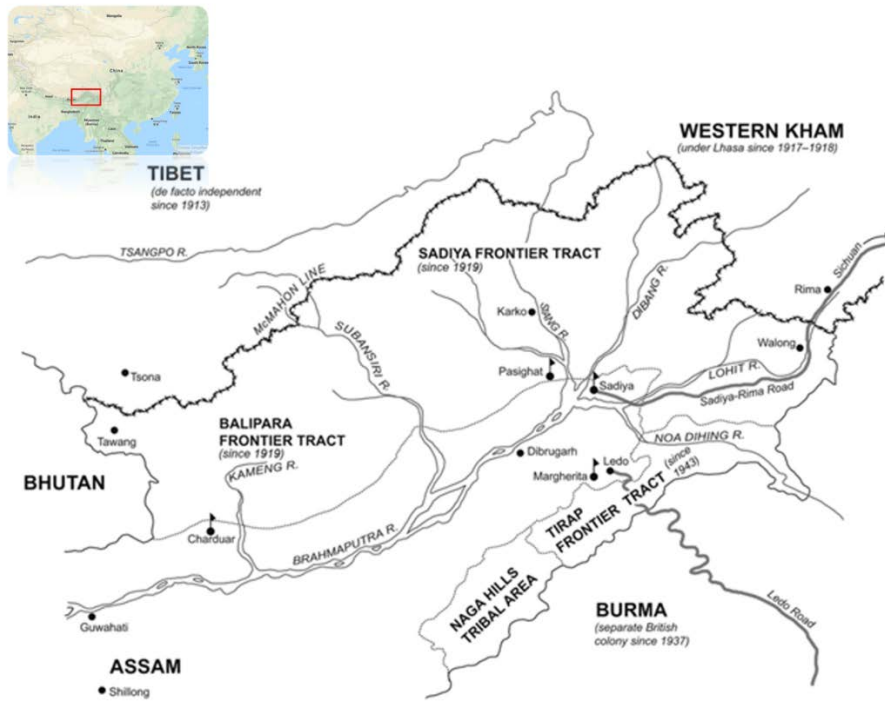 Mongolia
China
India
TIBET
(de facto independent
since 1913)
WESTERN KHAM
(under Lhasa since 1917–1918)
TSANGPO R.
SADIYA FRONTIER TRACT
(since 1919)
McMAHON LINE
SUBANSIRI R.
Karko
SIANG R.
DIBANG R.
Rima
Sichuan
Walong
Tsona
Pasighat
Sadiya
LOHIT R.
Sadiya-Rima Road
Tawang
BALIPARA
FRONTIER TRACT
(since 1919)
KAMENG R.
BHUTAN
NOA DIHING R.
Dibrugarh
Ledo
Margherita
TIRAP
FRONTIER TRACT
(since
1943)
Charduar
BRAHMAPUTRA R.
NAGA HILLS
TRIBAL AREA
BURMA
(separate British
colony since 1937)
Ledo Road
Guwahati
ASSAM
Shillong